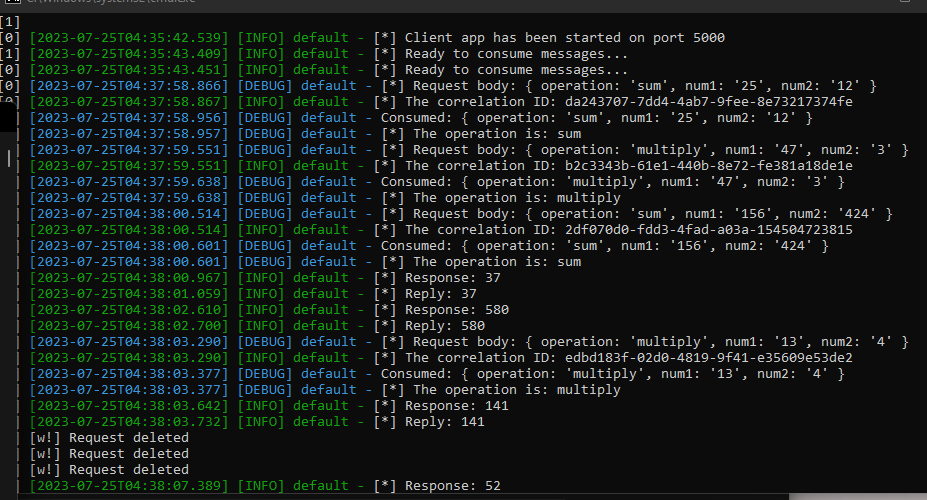 C:\Windows\system32\cmd.exe
[1]
[0] [2023-07-25T04:35:42.539] [INFO] default - [*] Client app has been started on port 5000
[1] [2023-07-25T04:35:43.409] [INFO] default - [*] Ready to consume messages...
[0] [2023-07-25T04:35:43.451] [INFO] default - [*] Ready to consume messages...
[0] [2023-07-25T04:37:58.866] [DEBUG] default - [*] Request body: { operation: 'sum', num1: '25', num2: '12' }
[0] [2023-07-25T04:37:58.867] [INFO] default - [*] The correlation ID: da243707-7dd4-4ab7-9fee-8e73217374fe
| [2023-07-25T04:37:58.956] [DEBUG] default - Consumed: { operation: 'sum', num1: '25', num2: '12' }
| [2023-07-25T04:37:58.957] [DEBUG] default - [*] The operation is: sum
| [2023-07-25T04:37:59.551] [DEBUG] default - [*] Request body: { operation: 'multiply', num1: '47', num2: '3' }
| [2023-07-25T04:37:59.551] [INFO] default - [*] The correlation ID: b2c3343b-61e1-440b-8e72-fe381a18de1e
| [2023-07-25T04:37:59.638] [DEBUG] default - Consumed: { operation: 'multiply', num1: '47', num2: '3' }
| [2023-07-25T04:37:59.638] [DEBUG] default - [*] The operation is: multiply
| [2023-07-25T04:38:00.514] [DEBUG] default - [*] Request body: { operation: 'sum', num1: '156', num2: '424' }
| [2023-07-25T04:38:00.514] [INFO] default - [*] The correlation ID: 2df070d0-fdd3-4fad-a03a-154504723815
| [2023-07-25T04:38:00.601] [DEBUG] default - Consumed: { operation: 'sum', num1: '156', num2: '424' }
| [2023-07-25T04:38:00.601] [DEBUG] default - [*] The operation is: sum
| [2023-07-25T04:38:00.967] [INFO] default - [*] Response: 37
| [2023-07-25T04:38:01.059] [INFO] default - [*] Reply: 37
| [2023-07-25T04:38:02.610] [INFO] default - [*] Response: 580
| [2023-07-25T04:38:02.700] [INFO] default - [*] Reply: 580
| [2023-07-25T04:38:03.290] [DEBUG] default - [*] Request body: { operation: 'multiply', num1: '13', num2: '4' }
| [2023-07-25T04:38:03.290] [INFO] default - [*] The correlation ID: edbd183f-02d0-4819-9f41-e35609e53de2
| [2023-07-25T04:38:03.377] [DEBUG] default - Consumed: { operation: 'multiply', num1: '13', num2: '4' }
| [2023-07-25T04:38:03.377] [DEBUG] default - [*] The operation is: multiply
| [2023-07-25T04:38:03.642] [INFO] default - [*] Response: 141
| [2023-07-25T04:38:03.732] [INFO] default - [*] Reply: 141
| [w!] Request deleted
| [w!] Request deleted
| [w!] Request deleted
| [2023-07-25T04:38:07.389] [INFO] default - [*] Response: 52